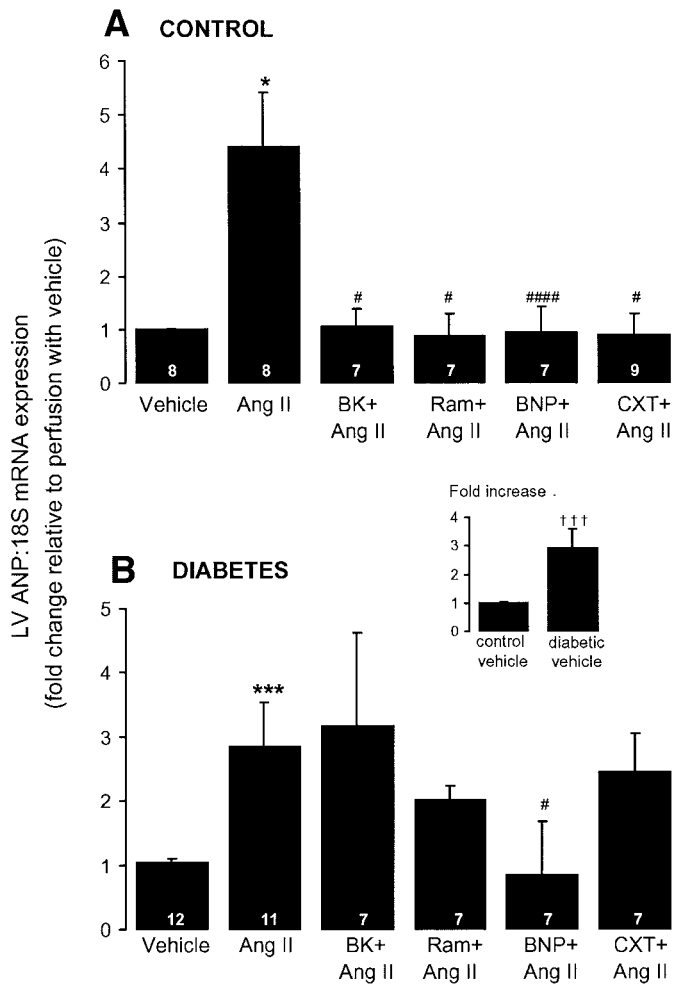 A CONTROL
LV ANP:18S mRNA expression
(fold change relative to perfusion with vehicle)
6
5
4
3
2
1
0
*
#
#
####
#
8
8
7
7
7
9
Vehicle
Ang II
BK+
Ang II
Ram+
Ang II
BNP+
Ang II
CXT+
Ang II
Fold increase .
4
3
2
1
0
†††
control
vehicle
diabetic
vehicle
B DIABETES
5
4
3
2
1
0
***
#
12
11
7
7
7
7
Vehicle
Ang II
BK+
Ang II
Ram+
Ang II
BNP+
Ang II
CXT+
Ang II